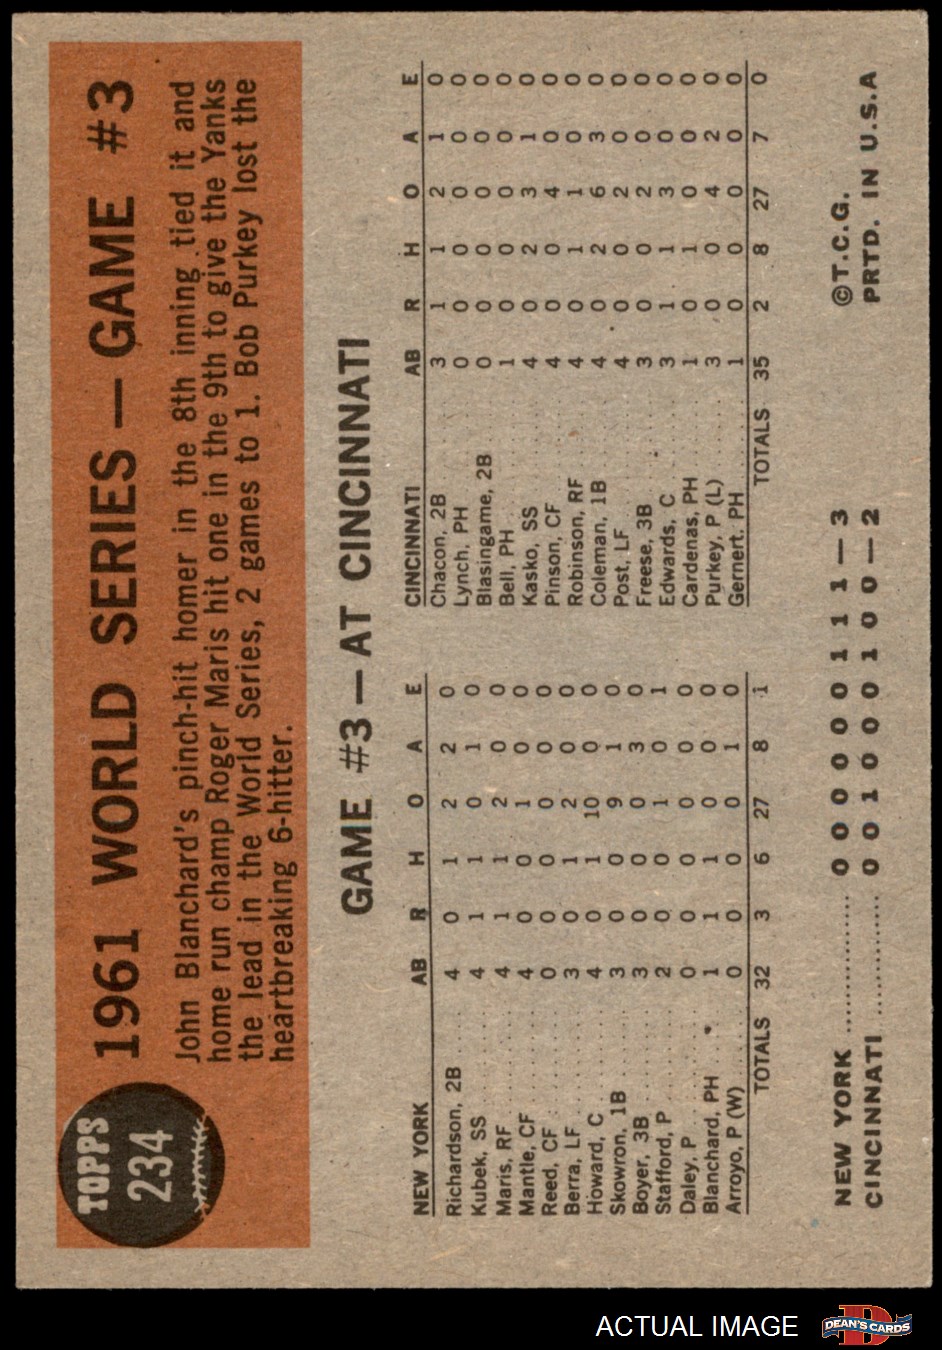 TOPPS
234
1961 WORLD SERIES — GAME #3
John Blanchard's pinch-hit homer in the 8th inning tied it and
home run champ Roger Maris hit one in the 9th to give the Yanks
the lead in the World Series, 2 games to 1. Bob Purkey lost the
heartbreaking 6-hitter.
GAME #3 — AT CINCINNATI
NEW YORK AB R H O A E
Richardson, 2B 4 0 1 2 2 0
Kubek, SS 4 1 1 0 1 0
Maris, RF 4 1 1 2 0 0
Mantle, CF 4 0 0 1 0 0
Reed, CF 0 0 0 0 0 0
Berra, LF 3 0 1 2 0 0
Howard, C 4 0 1 10 0 0
Skowron, 1B 3 0 0 9 1 0
Boyer, 3B 3 0 0 0 3 0
Stafford, P 2 0 0 1 0 1
Daley, P 0 0 0 0 0 0
Blanchard, PH 1 1 1 0 0 0
Arroyo, P (W) 0 0 0 0 1 0
TOTALS 32 3 6 27 8 1
CINCINNATI AB R H O A E
Chacon, 2B 3 1 1 2 1 0
Lynch, PH 0 0 0 0 0 0
Blasingame, 2B 0 0 0 0 0 0
Bell, PH 1 0 0 0 0 0
Kasko, SS 4 0 2 3 1 0
Pinson, CF 4 0 0 4 0 0
Robinson, RF 4 0 1 1 0 0
Coleman, 1B 4 0 2 6 3 0
Post, LF 4 0 0 2 0 0
Freese, 3B 3 0 0 2 0 0
Edwards, C 3 1 1 3 0 0
Cardenas, PH 1 0 1 0 0 0
Purkey, P (L) 3 0 0 4 2 0
Gernert, PH 1 0 0 0 0 0
TOTALS 35 2 8 27 7 0
NEW YORK 0 0 0 0 0 0 1 1 1 — 3
CINCINNATI 0 0 1 0 0 0 1 0 0 — 2
©T.C.G.
PRTD. IN U.S.A
ACTUAL IMAGE
D
DEAN'S CARDS